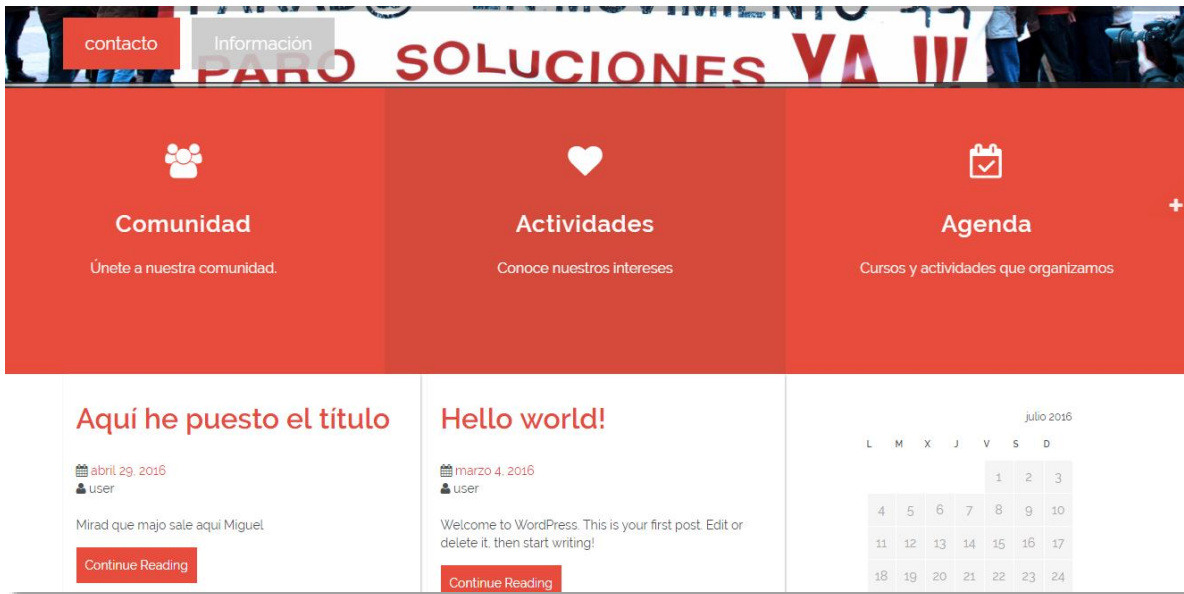 PARAD@ EN MOVIMIENTO
contacto
Información
PARO SOLUCIONES YA !!!
Comunidad
Únete a nuestra comunidad.
Actividades
Conoce nuestros intereses
Agenda
Cursos y actividades que organizamos
Aquí he puesto el título
abril 29, 2016
user
Mirad que majo sale aquí Miguel
Continue Reading
Hello world!
marzo 4, 2016
user
Welcome to WordPress. This is your first post. Edit or
delete it, then start writing!
Continue Reading
julio 2016
L M X J V S D
1 2 3
4 5 6 7 8 9 10
11 12 13 14 15 16 17
18 19 20 21 22 23 24